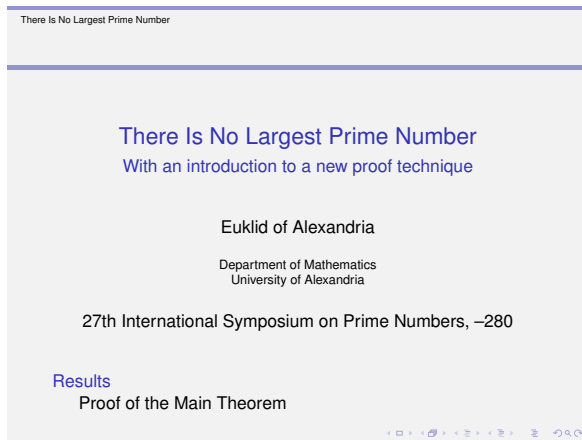 There Is No Largest Prime Number
There Is No Largest Prime Number
With an introduction to a new proof technique
Euklid of Alexandria
Department of Mathematics
University of Alexandria
27th International Symposium on Prime Numbers, –280
Results
Proof of the Main Theorem